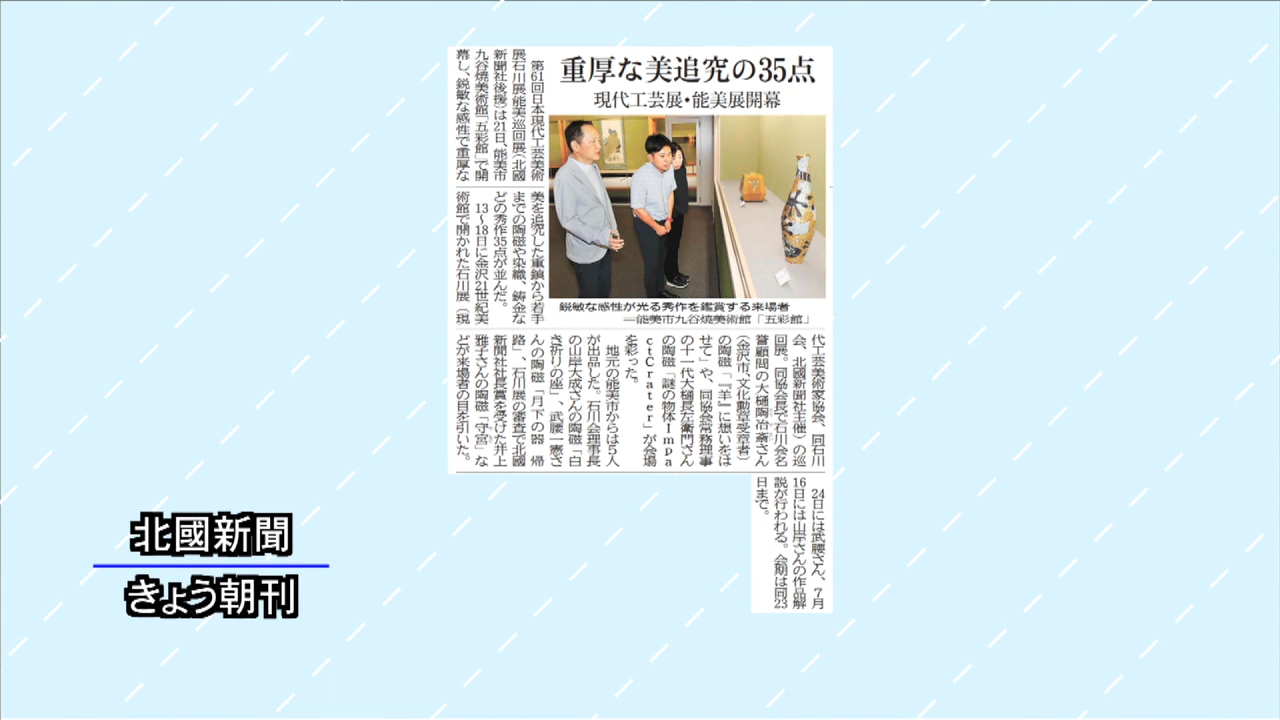 重厚な美追究の35点
現代工芸展・能美展開幕
第61回日本現代工芸美術
展石川展能美巡回展(北國
新聞社後援)は21日、能美市
九谷焼美術館「五彩館」で開
幕し、鋭敏な感性で重厚な
美を追究した重鎮から若手
までの陶磁や染織、鋳金な
どの秀作35点が並んだ。
13~18日に金沢21世紀美
術館で開かれた石川展(現
鋭敏な感性が光る秀作を鑑賞する来場者
=能美市九谷焼美術館「五彩館」
代工芸美術家協会、同石川
会、北國新聞社主催)の巡
回展。同協会長で石川会名
誉顧問の大樋陶冶斎さん
(金沢市、文化勲章受章者)
の陶磁「『羊』に想いをは
せて」や、同協会常務理事
の十一代大樋長左衛門さん
の陶磁「謎の物体Impa
ctCrater」が会場
を彩った。
地元の能美市からは5人
が出品した。石川会理事長
の山岸大成さんの陶磁「白
き祈りの座」、武腰一憲さ
んの陶磁「月下の器 帰
路」、石川展の審査で北國
新聞社社長賞を受けた井上
雅子さんの陶磁「守宮」な
どが来場者の目を引いた。
24日には武腰さん、7月
16日には山岸さんの作品解
説が行われる。会期は同23
日まで。
北國新聞
きょう朝刊